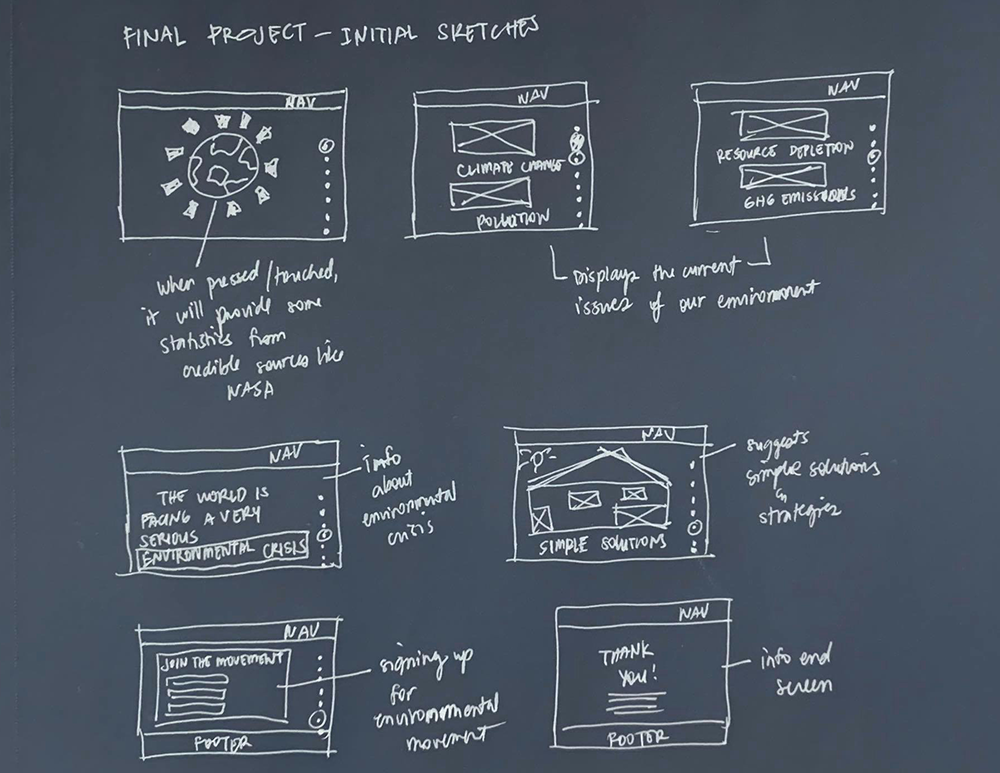 FINAL PROJECT – INITIAL SKETCHES
NAV
When pressed/touched,
it will provide some
statistics from
credible sources like
NASA
NAV
CLIMATE CHANGE
POLLUTION
NAV
RESOURCE DEPLETION
GHG EMISSIONS
Displays the current
issues of our environment
NAV
THE WORLD IS
FACING A VERY
SERIOUS
ENVIRONMENTAL CRISIS
info
about
environmental
crisis
NAV
SIMPLE SOLUTIONS
suggests
simple solutions
strategies
NAV
JOIN THE MOVEMENT
FOOTER
signing up
for
environmental
movement
NAV
THANK
YOU!
FOOTER
info end
screen